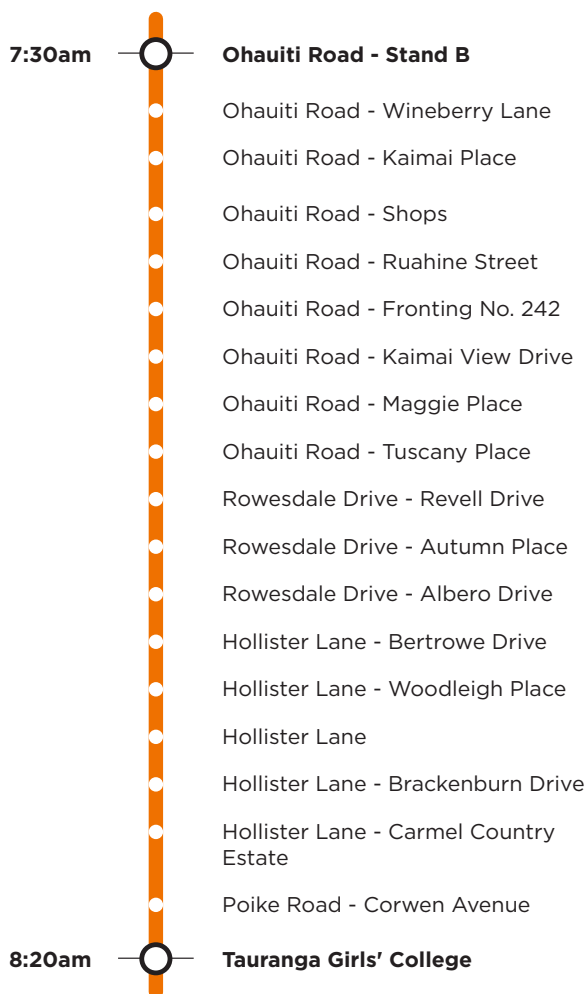 7:30am Ohauiti Road - Stand B
Ohauiti Road - Wineberry Lane
Ohauiti Road - Kaimai Place
Ohauiti Road - Shops
Ohauiti Road - Ruahine Street
Ohauiti Road - Fronting No. 242
Ohauiti Road - Kaimai View Drive
Ohauiti Road - Maggie Place
Ohauiti Road - Tuscany Place
Rowesdale Drive - Revell Drive
Rowesdale Drive - Autumn Place
Rowesdale Drive - Albero Drive
Hollister Lane - Bertrowe Drive
Hollister Lane - Woodleigh Place
Hollister Lane
Hollister Lane - Brackenburn Drive
Hollister Lane - Carmel Country
Estate
Poike Road - Corwen Avenue
8:20am Tauranga Girls' College